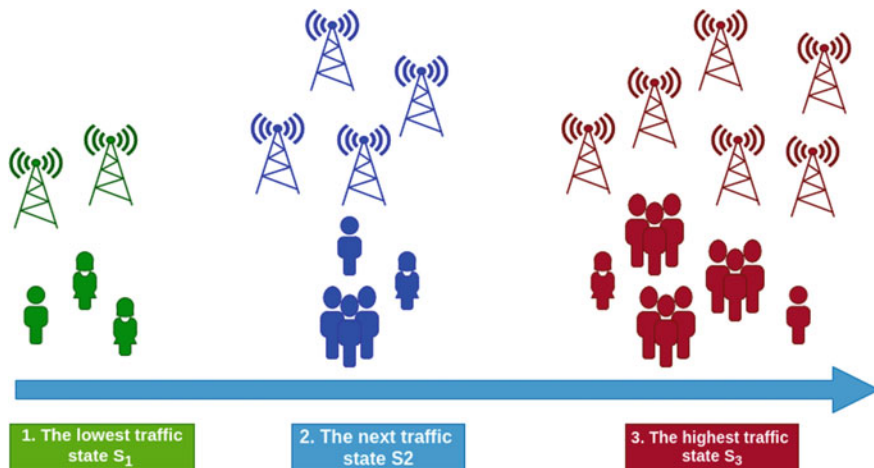 1. The lowest traffic
state S₁
2. The next traffic
state S2
3. The highest traffic
state S₃